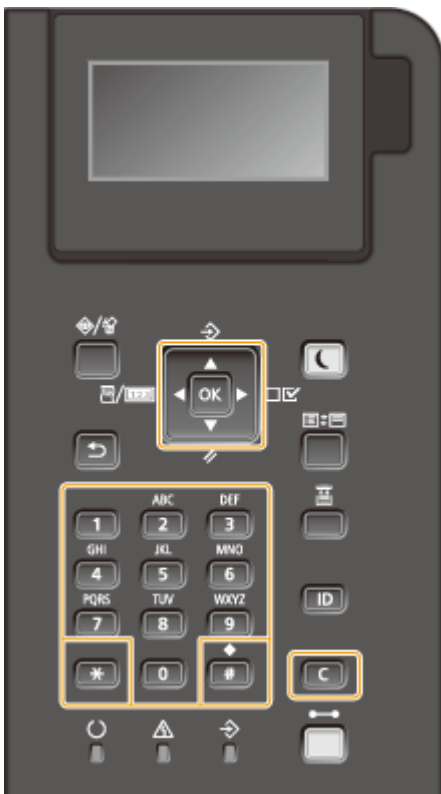 123
OK
ABC DEF
1 2 3
GHI JKL MNO
4 5 6
PQRS TUV WXYZ
7 8 9
ID
* 0 #
C